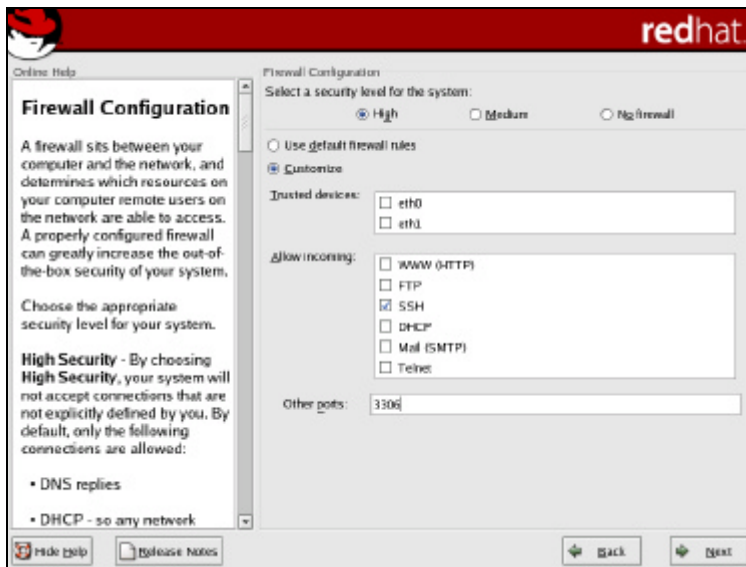 redhat.
Online Help
Firewall Configuration
A firewall sits between your
computer and the network, and
determines which resources on
your computer remote users on
the network are able to access.
A properly configured firewall
can greatly increase the out-of-
the-box security of your system.
Choose the appropriate
security level for your system.
High Security - By choosing
High Security, your system will
not accept connections that are
not explicitly defined by you. By
default, only the following
connections are allowed:
• DNS replies
• DHCP - so any network
Firewall Configuration
Select a security level for the system:
High Medium No firewall
Use default firewall rules
Customize
Trusted devices:
eth0
eth1
Allow incoming:
WWW (HTTP)
FTP
SSH
DHCP
Mail (SMTP)
Telnet
Other ports: 3306
Hide Help Release Notes Back Next